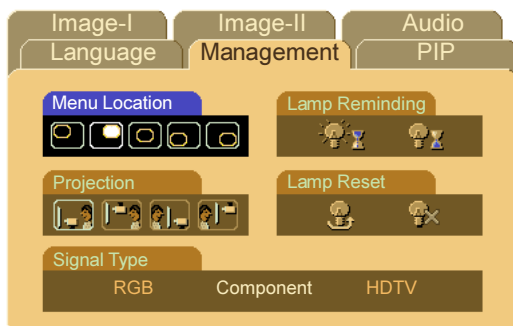 Image-I Image-II Audio
Language Management PIP
Menu Location Lamp Reminding
Projection Lamp Reset
Signal Type
RGB Component HDTV